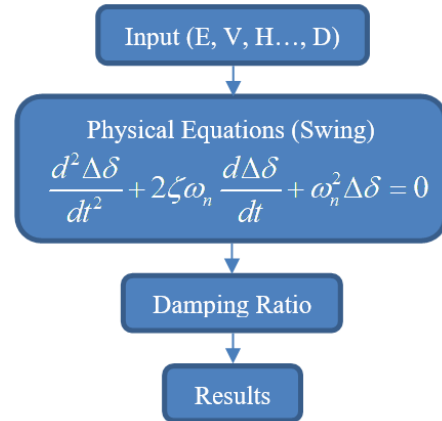 Input (E, V, H…, D)
Physical Equations (Swing)
d²Δδ/dt² + 2ζωₙ dΔδ/dt + ωₙ²Δδ = 0
Damping Ratio
Results